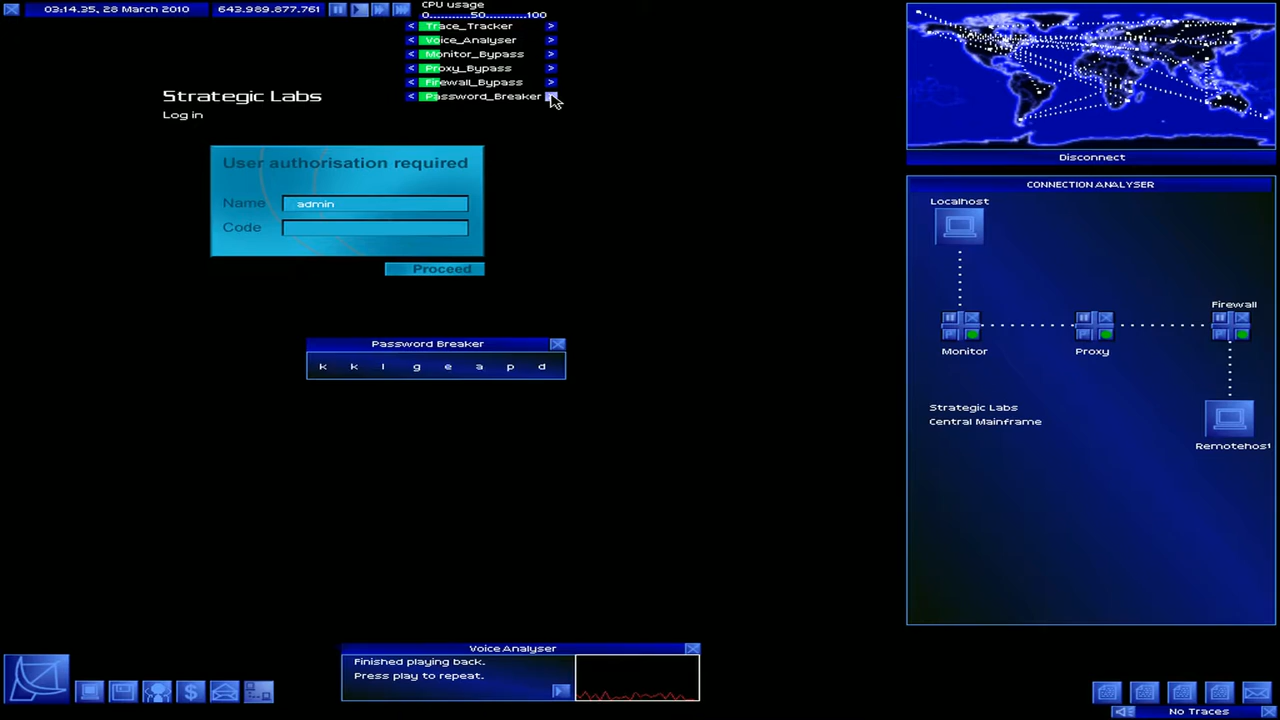 03:14.35, 28 March 2010
643.989.877.761
CPU usage
0............50............100
< Trace_Tracker >
< Voice_Analyser >
< Monitor_Bypass >
< Proxy_Bypass >
< Firewall_Bypass >
< Password_Breaker
Strategic Labs
Log in
User authorisation required
Name admin
Code
Proceed
Password Breaker
k k l g e a p d
Voice Analyser
Finished playing back.
Press play to repeat.
Disconnect
CONNECTION ANALYSER
Localhost
Firewall
Monitor
Proxy
Strategic Labs
Central Mainframe
Remotehost
$
No Traces